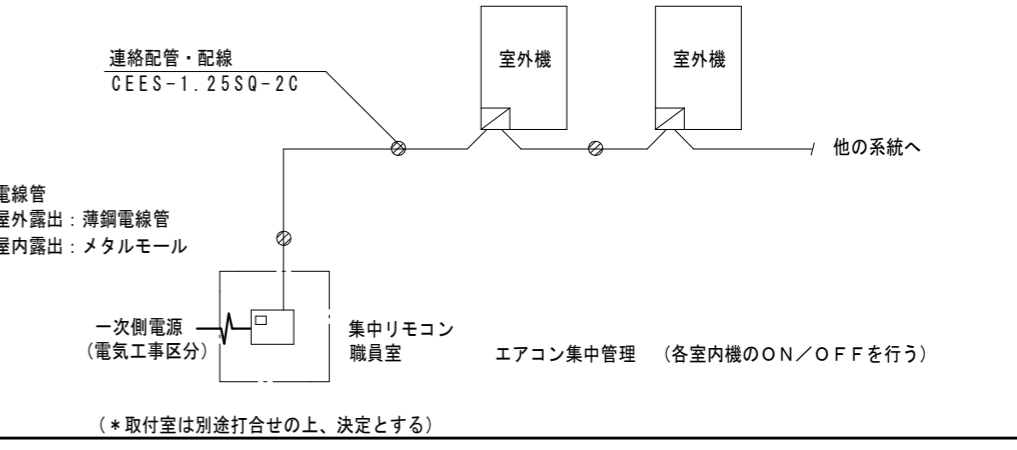 連絡配管・配線
CEES-1.25SQ-2C
室外機
室外機
他の系統へ
電線管
屋外露出：薄鋼電線管
屋内露出：メタルモール
一次側電源
（電気工事区分）
集中リモコン
職員室
エアコン集中管理　（各室内機のＯＮ／ＯＦＦを行う）
（＊取付室は別途打合せの上、決定とする）